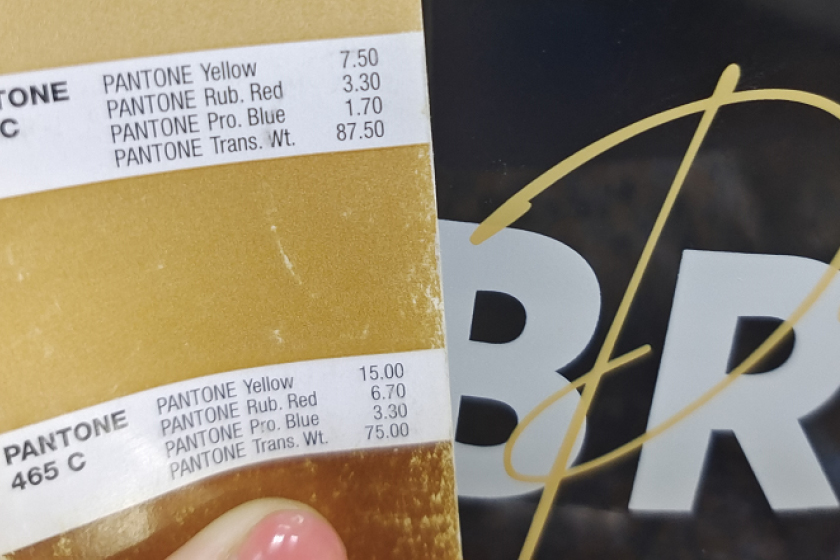 TONE
C
PANTONE Yellow 7.50
PANTONE Rub. Red 3.30
PANTONE Pro. Blue 1.70
PANTONE Trans. Wt. 87.50
PANTONE
465 C
PANTONE Yellow 15.00
PANTONE Rub. Red 6.70
PANTONE Pro. Blue 3.30
PANTONE Trans. Wt. 75.00
BR